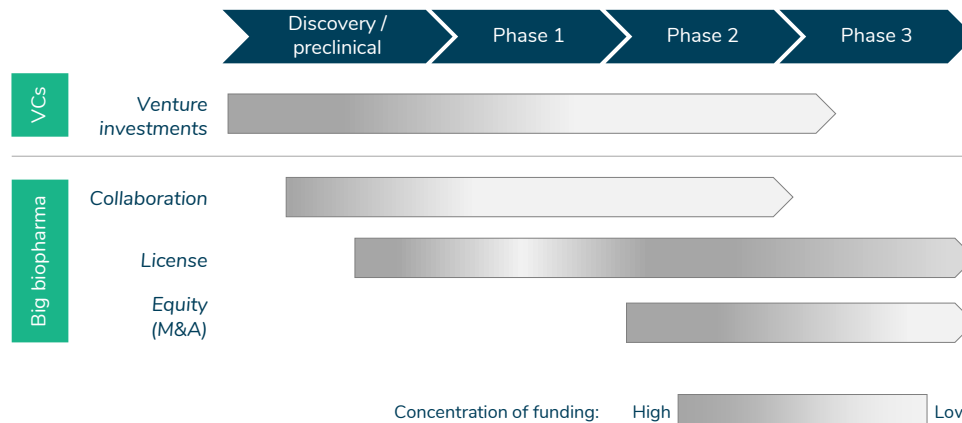 Discovery /
preclinical
Phase 1
Phase 2
Phase 3
VCs
Venture
investments
Big biopharma
Collaboration
License
Equity
(M&A)
Concentration of funding:
High
Low